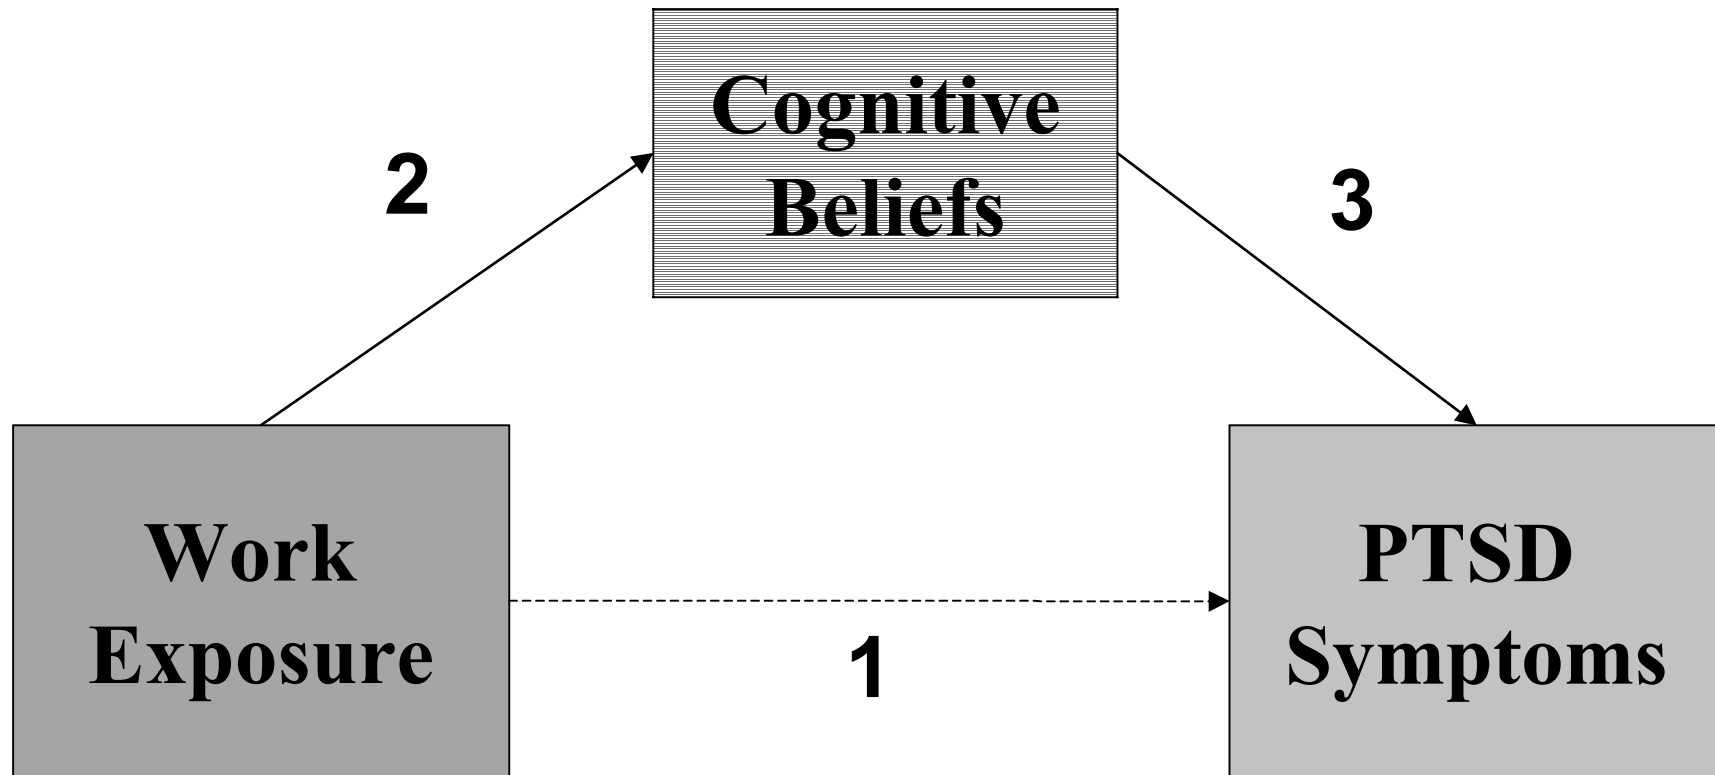 Cognitive
Beliefs
2
3
Work
Exposure
1
PTSD
Symptoms